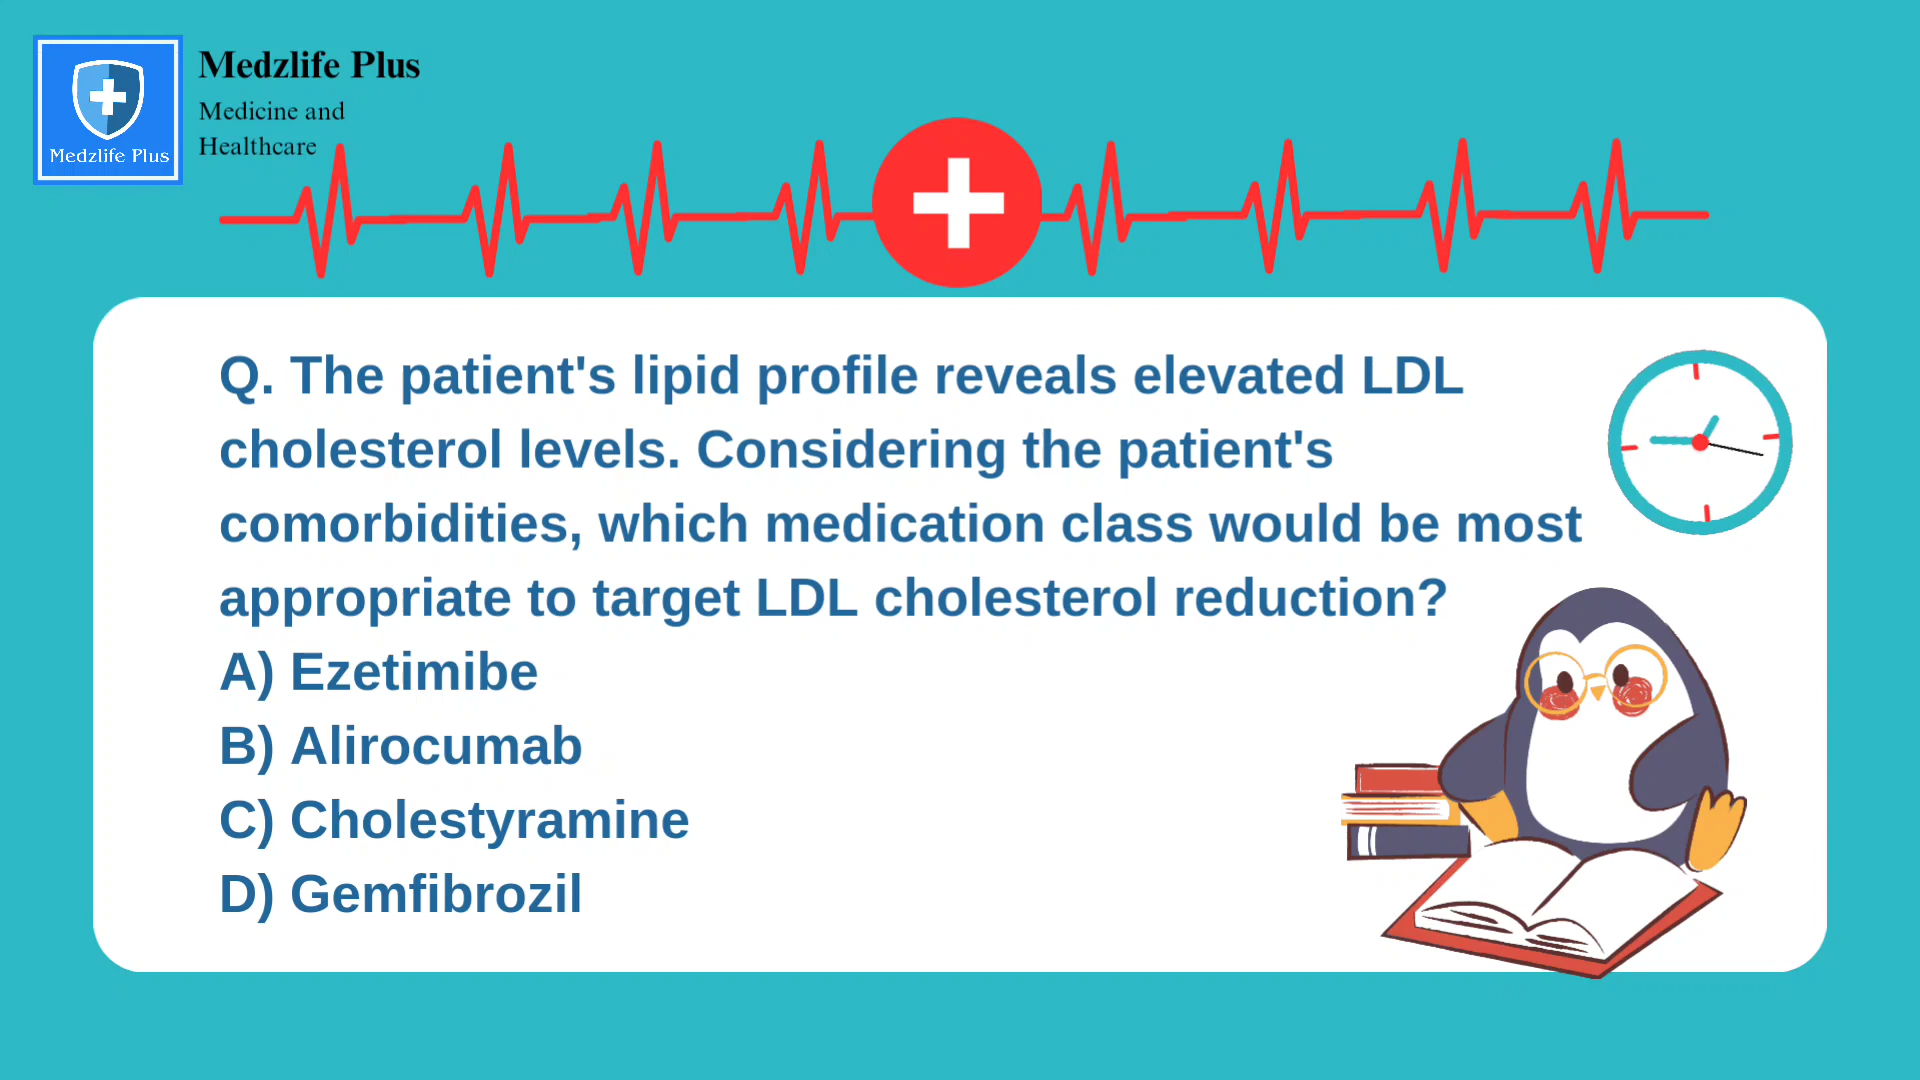 Medzlife Plus
Medicine and
Healthcare
Medzlife Plus
Q. The patient's lipid profile reveals elevated LDL
cholesterol levels. Considering the patient's
comorbidities, which medication class would be most
appropriate to target LDL cholesterol reduction?
A) Ezetimibe
B) Alirocumab
C) Cholestyramine
D) Gemfibrozil